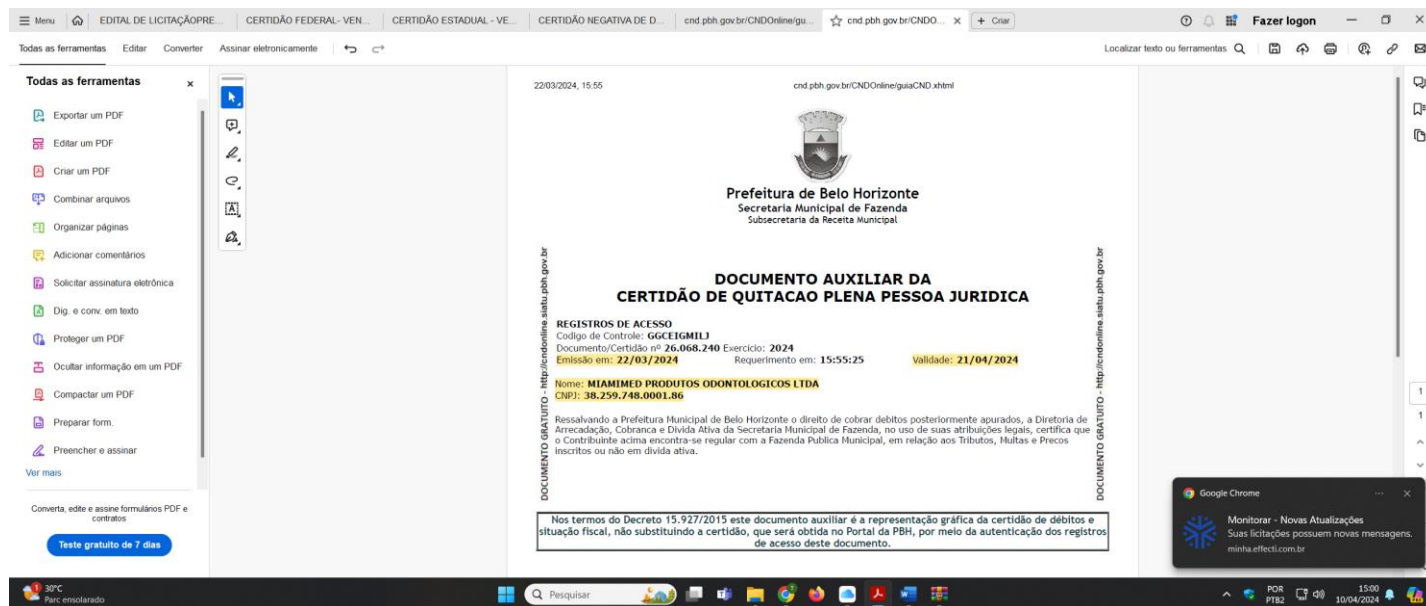 Menu
EDITAL DE LICITAÇÃOPRE...
CERTIDÃO FEDERAL- VEN...
CERTIDÃO ESTADUAL - VE...
CERTIDÃO NEGATIVA DE D...
cnd.pbh.gov.br/CNDOnline/gu...
cnd.pbh.gov.br/CNDO...
+ Criar
Fazer logon
Todas as ferramentas Editar Converter Assinar eletronicamente
Localizar texto ou ferramentas
Todas as ferramentas
Exportar um PDF
Editar um PDF
Criar um PDF
Combinar arquivos
Organizar páginas
Adicionar comentários
Solicitar assinatura eletrônica
Dig. e conv. em texto
Proteger um PDF
Ocultar informação em um PDF
Compactar um PDF
Preparar form.
Preencher e assinar
Ver mais
Converta, edite e assine formulários PDF e
contratos
Teste gratuito de 7 dias
22/03/2024, 15:55 cnd.pbh.gov.br/CNDOnline/guiaCND.xhtml
Prefeitura de Belo Horizonte
Secretaria Municipal de Fazenda
Subsecretaria da Receita Municipal
DOCUMENTO GRATUITO - http://cndonline.siatu.pbh.gov.br
DOCUMENTO AUXILIAR DA
CERTIDÃO DE QUITACAO PLENA PESSOA JURIDICA
REGISTROS DE ACESSO
Codigo de Controle: GGCEIGMILJ
Documento/Certidão nº 26.068.240 Exercicio: 2024
Emissão em: 22/03/2024 Requerimento em: 15:55:25 Validade: 21/04/2024
Nome: MIAMIMED PRODUTOS ODONTOLOGICOS LTDA
CNPJ: 38.259.748.0001.86
Ressalvando a Prefeitura Municipal de Belo Horizonte o direito de cobrar debitos posteriormente apurados, a Diretoria de
Arrecadação, Cobranca e Divida Ativa da Secretaria Municipal de Fazenda, no uso de suas atribuições legais, certifica que
o Contribuinte acima encontra-se regular com a Fazenda Publica Municipal, em relação aos Tributos, Multas e Precos
inscritos ou não em divida ativa.
DOCUMENTO GRATUITO - http://cndonline.siatu.pbh.gov.br
Nos termos do Decreto 15.927/2015 este documento auxiliar é a representação gráfica da certidão de débitos e
situação fiscal, não substituindo a certidão, que será obtida no Portal da PBH, por meio da autenticação dos registros
de acesso deste documento.
1
1
Google Chrome
Monitorar - Novas Atualizações
Suas licitações possuem novas mensagens.
minha.effecti.com.br
1
30°C
Parc ensolarado
Pesquisar
POR
PTB2
15:00
10/04/2024